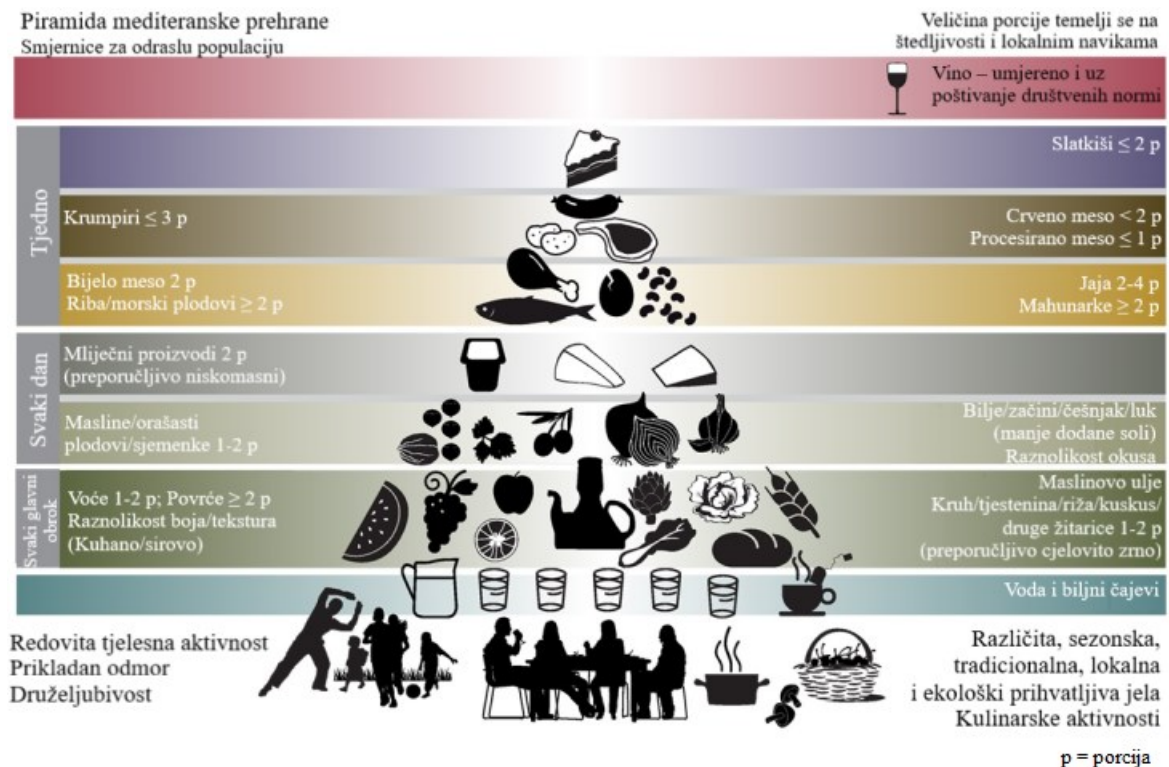 Piramida mediteranske prehrane
Smjernice za odraslu populaciju
Veličina porcije temelji se na
štedljivosti i lokalnim navikama
Vino – umjereno i uz
poštivanje društvenih normi
Tjedno
Slatkiši ≤ 2 p
Krumpiri ≤ 3 p
Crveno meso < 2 p
Procesirano meso ≤ 1 p
Bijelo meso 2 p
Riba/morski plodovi ≥ 2 p
Jaja 2-4 p
Mahunarke ≥ 2 p
Svaki dan
Mliječni proizvodi 2 p
(preporučljivo niskomasni)
Masline/orašasti
plodovi/sjemenke 1-2 p
Bilje/začini/češnjak/luk
(manje dodane soli)
Raznolikost okusa
Svaki glavni
obrok
Voće 1-2 p; Povrće ≥ 2 p
Raznolikost boja/tekstura
(Kuhano/sirovo)
Maslinovo ulje
Kruh/tjestenina/riža/kuskus/
druge žitarice 1-2 p
(preporučljivo cjelovito zrno)
Voda i biljni čajevi
Redovita tjelesna aktivnost
Prikladan odmor
Druželjubivost
Različita, sezonska,
tradicionalna, lokalna
i ekološki prihvatljiva jela
Kulinarske aktivnosti
p = porcija